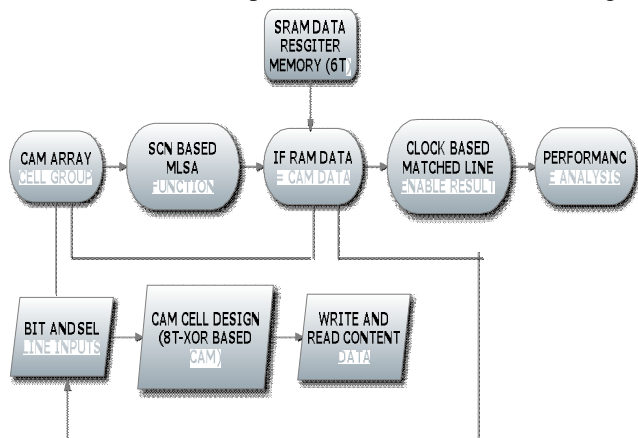 SRAM DATA
RESGITER
MEMORY (6T)
CAM ARRAY
CELL GROUP
SCN BASED
MLSA
FUNCTION
IF RAM DATA
= CAM DATA
CLOCK BASED
MATCHED LINE
ENABLE RESULT
PERFORMANC
E ANALYSIS
BIT AND SEL
LINE INPUTS
CAM CELL DESIGN
(8T-XOR BASED
CAM)
WRITE AND
READ CONTENT
DATA